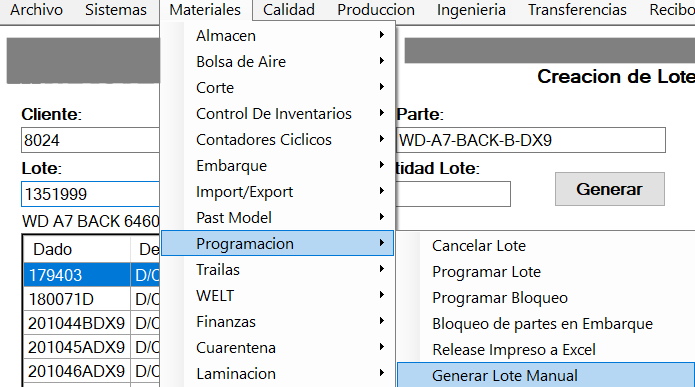 Archivo Sistemas Materiales Calidad Produccion Ingenieria Transferencias Recibo
Almacen
Bolsa de Aire
Corte
Control De Inventarios
Contadores Ciclicos
Embarque
Import/Export
Past Model
Programacion
Trailas
WELT
Finanzas
Cuarentena
Laminacion
Cancelar Lote
Programar Lote
Programar Bloqueo
Bloqueo de partes en Embarque
Release Impreso a Excel
Generar Lote Manual
Creacion de Lote
Cliente:
8024
Parte:
WD-A7-BACK-B-DX9
Lote:
1351999
tidad Lote:
Generar
WD A7 BACK 6460
Dado De
179403 D/C
180071D D/C
201044BDX9 D/C
201045ADX9 D/C
201046ADX9 D/C